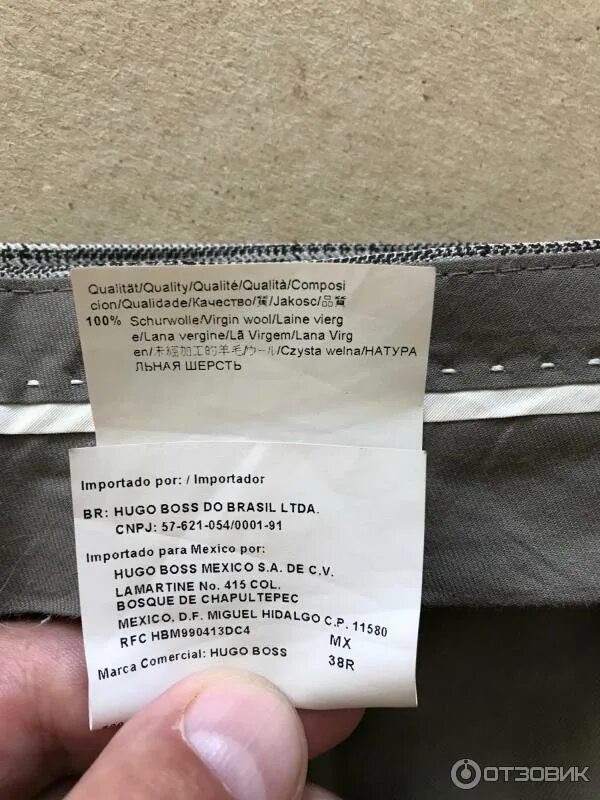 Qualität/Quality/Qualité/Qualità/Composi
cion/Qualidade/Качество/質/Jakosc/品質
100% Schurwolle/Virgin wool/Laine vierg
e/Lana vergine/Lã Virgem/Lana Virg
en/未經加工的羊毛/ウール/Czysta welna/НАТУРА
ЛЬНАЯ ШЕРСТЬ
Importado por: / Importador
BR: HUGO BOSS DO BRASIL LTDA.
CNPJ: 57-621-054/0001-91
Importado para Mexico por:
HUGO BOSS MEXICO S.A. DE C.V.
LAMARTINE No. 415 COL.
BOSQUE DE CHAPULTEPEC
MEXICO, D.F. MIGUEL HIDALGO C.P. 11580
RFC HBM990413DC4 MX
Marca Comercial: HUGO BOSS 38R
ОТЗОВИК